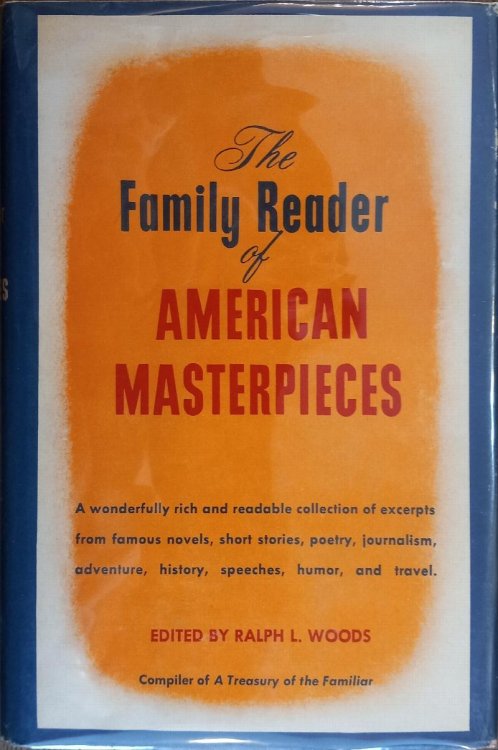 The
Family Reader
of
AMERICAN
MASTERPIECES
A wonderfully rich and readable collection of excerpts
from famous novels, short stories, poetry, journalism,
adventure, history, speeches, humor, and travel.
EDITED BY RALPH L. WOODS
Compiler of A Treasury of the Familiar